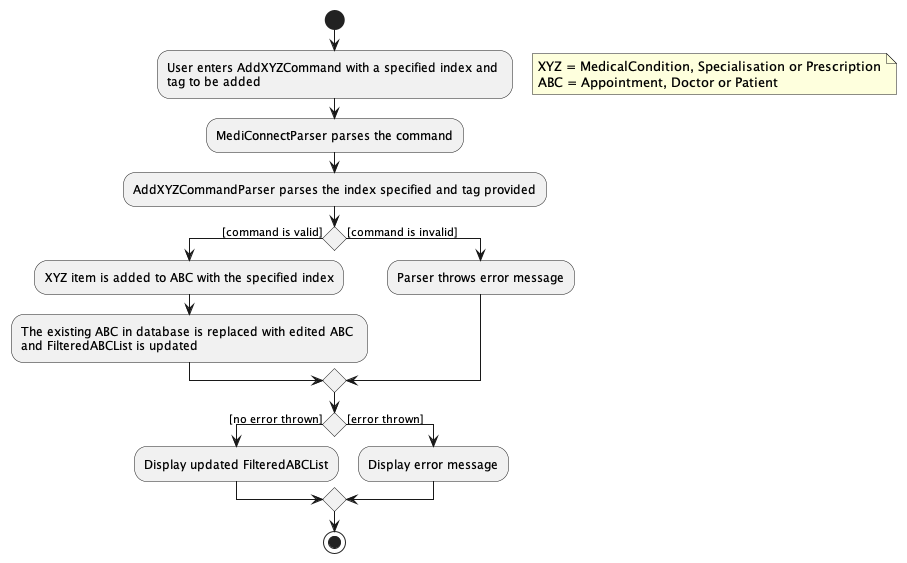 User enters AddXYZCommand with a specified index and
tag to be added
XYZ = MedicalCondition, Specialisation or Prescription
ABC = Appointment, Doctor or Patient
MediConnectParser parses the command
AddXYZCommandParser parses the index specified and tag provided
[command is valid]
[command is invalid]
XYZ item is added to ABC with the specified index
Parser throws error message
The existing ABC in database is replaced with edited ABC
and FilteredABCList is updated
[no error thrown]
[error thrown]
Display updated FilteredABCList
Display error message